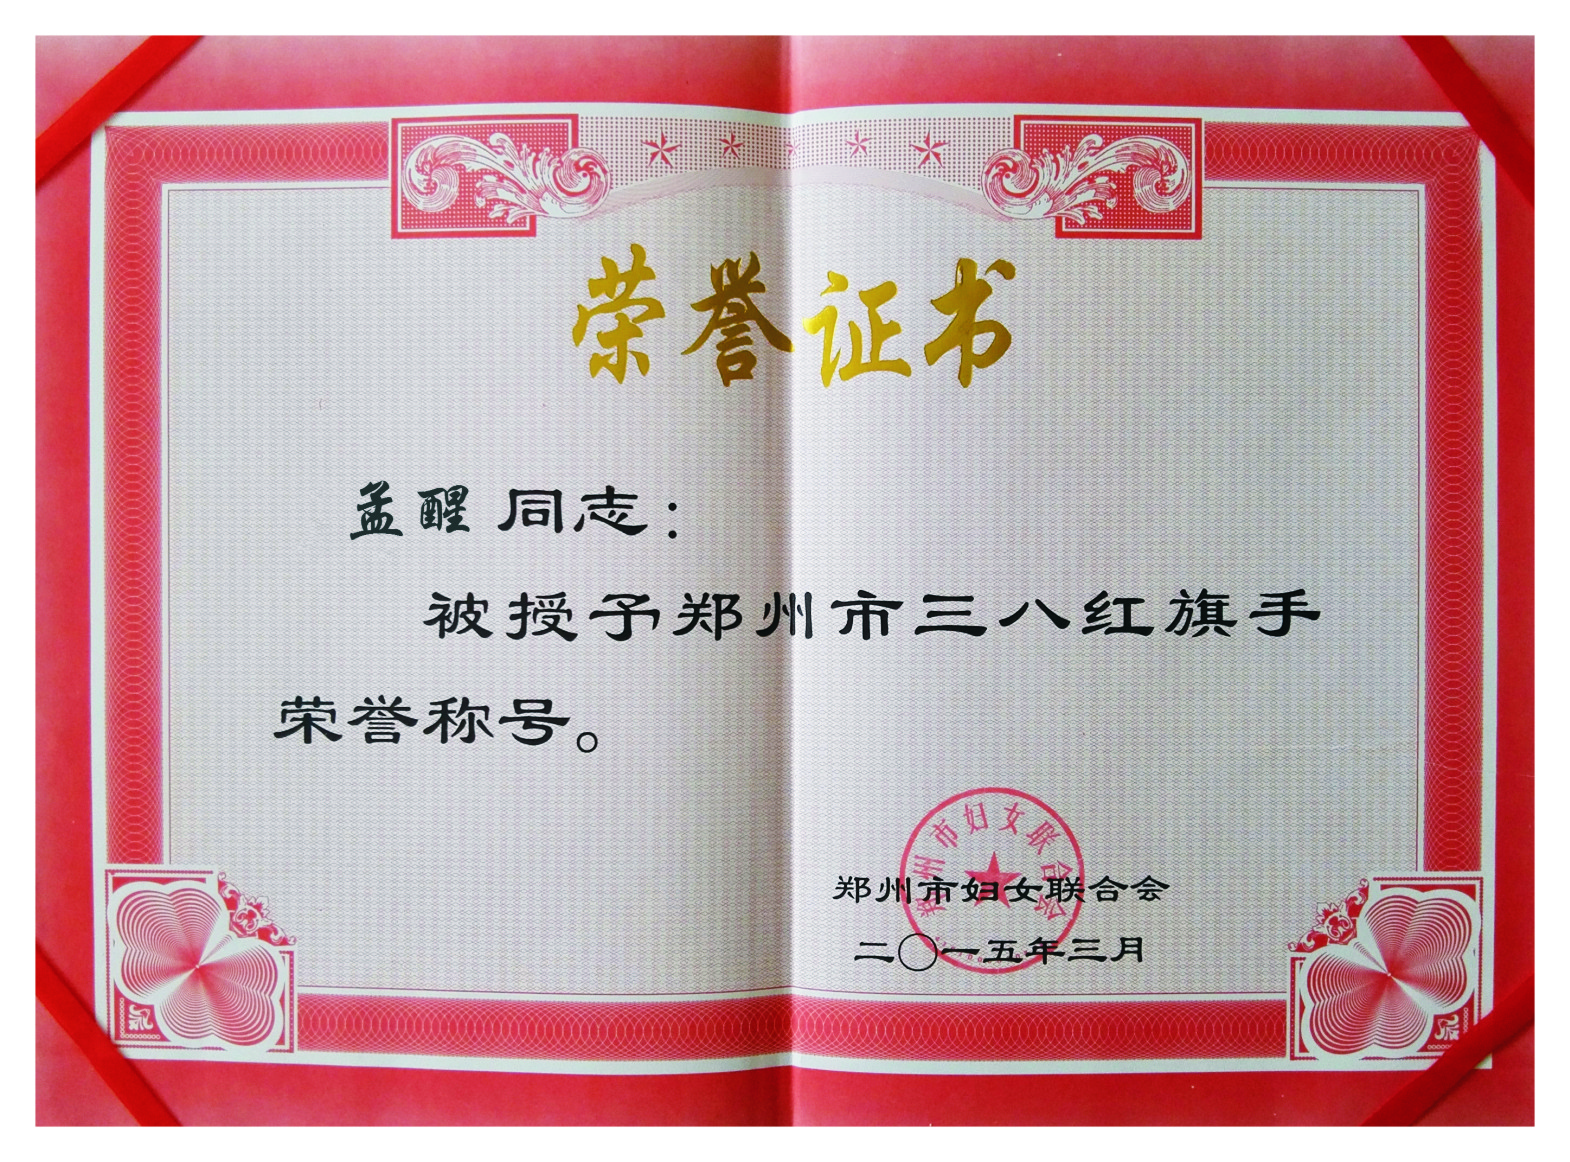 荣誉证书
孟醒 同志：
被授予郑州市三八红旗手
荣誉称号。
郑州市妇女联合会
郑州市妇女联合会
二〇一五年三月